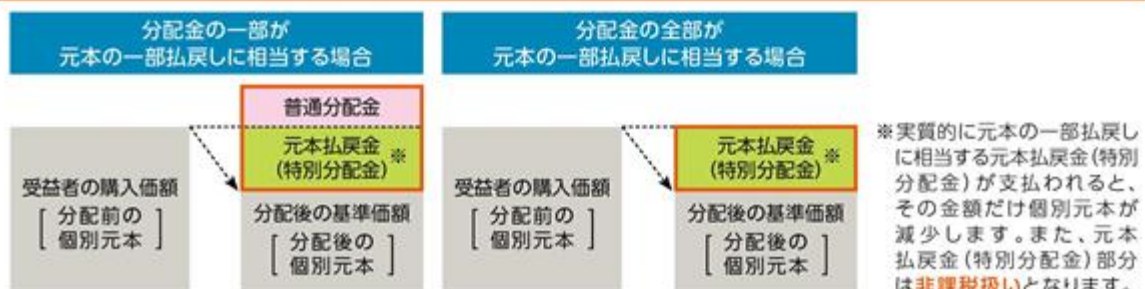 分配金の一部が
元本の一部払戻しに相当する場合
分配金の全部が
元本の一部払戻しに相当する場合
普通分配金
元本払戻金
(特別分配金)
※
受益者の購入価額
[ 分配前の
個別元本 ]
分配後の基準価額
[ 分配後の
個別元本 ]
元本払戻金
(特別分配金)
※
受益者の購入価額
[ 分配前の
個別元本 ]
分配後の基準価額
[ 分配後の
個別元本 ]
※実質的に元本の一部払戻し
に相当する元本払戻金(特別
分配金)が支払われると、
その金額だけ個別元本が
減少します。また、元本
払戻金(特別分配金)部分
は非課税扱いとなります。